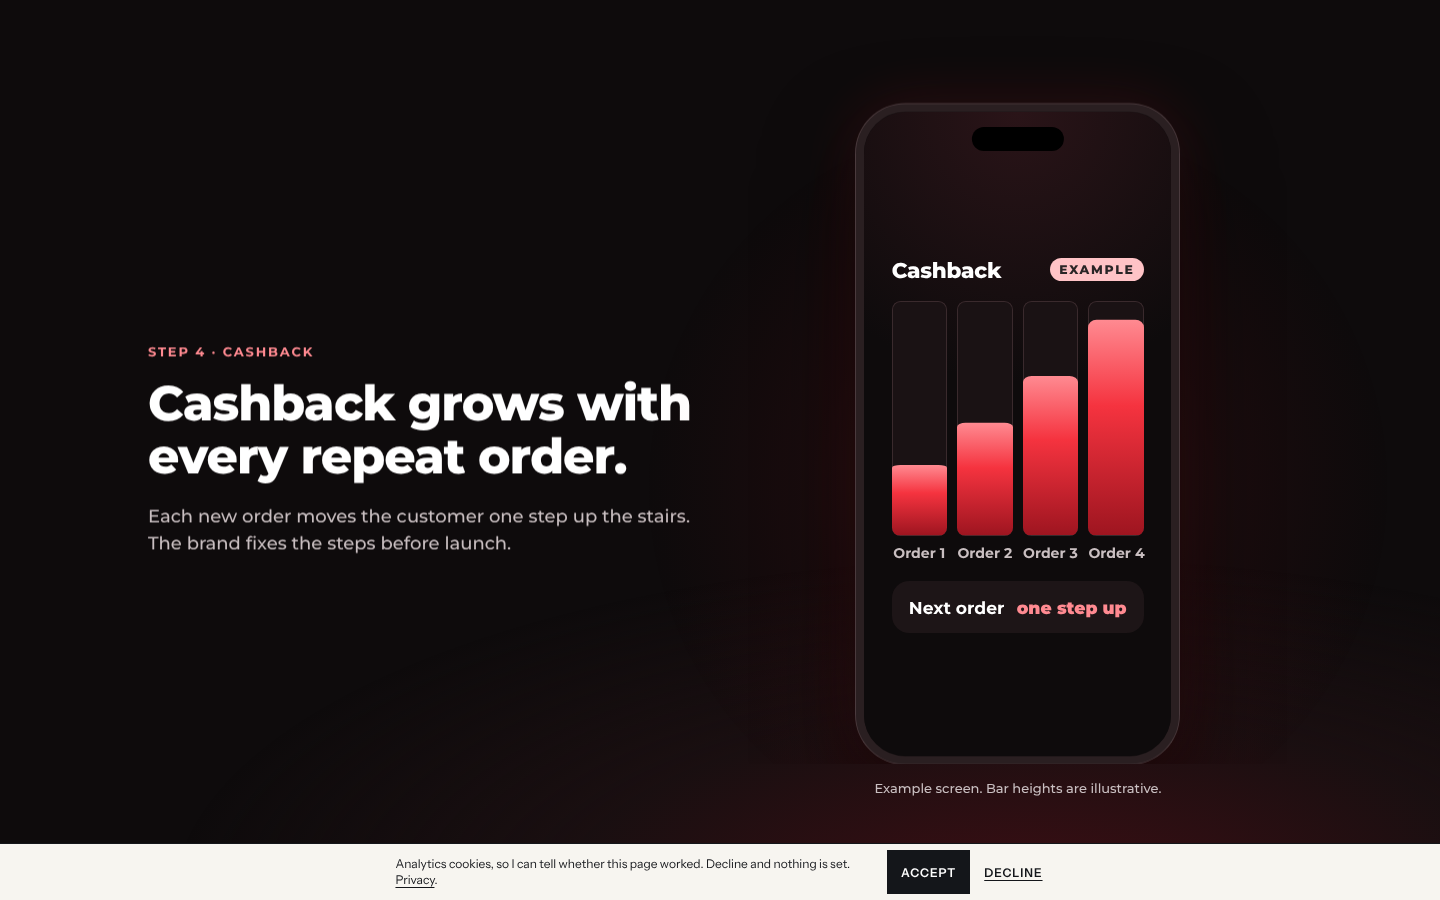 STEP 4 · CASHBACK
Cashback grows with
every repeat order.
Each new order moves the customer one step up the stairs.
The brand fixes the steps before launch.
Cashback
EXAMPLE
Order 1 Order 2 Order 3 Order 4
Next order one step up
Example screen. Bar heights are illustrative.
Analytics cookies, so I can tell whether this page worked. Decline and nothing is set.
Privacy.
ACCEPT
DECLINE